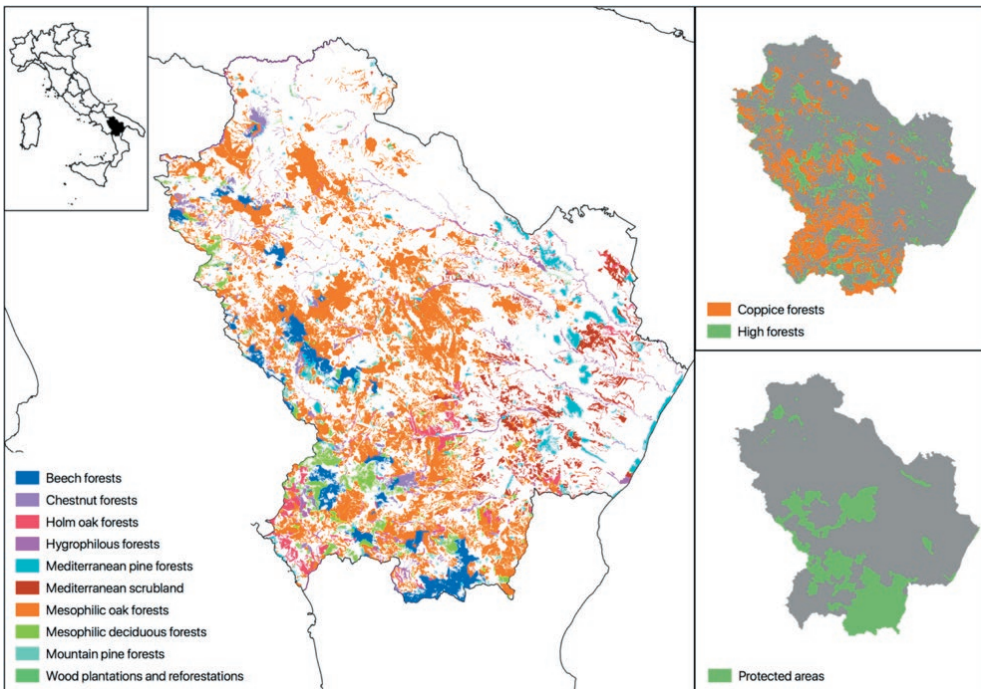 Beech forests
Chestnut forests
Holm oak forests
Hygrophilous forests
Mediterranean pine forests
Mediterranean scrubland
Mesophilic oak forests
Mesophilic deciduous forests
Mountain pine forests
Wood plantations and reforestations
Coppice forests
High forests
Protected areas